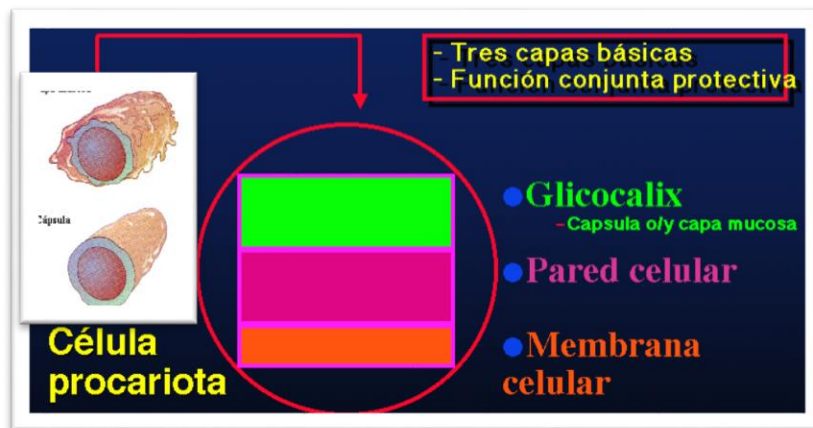 - Tres capas básicas
- Función conjunta protectiva
Cápsula
Glicocalix
- Capsula o/y capa mucosa
Pared celular
Membrana
celular
Célula
procariota